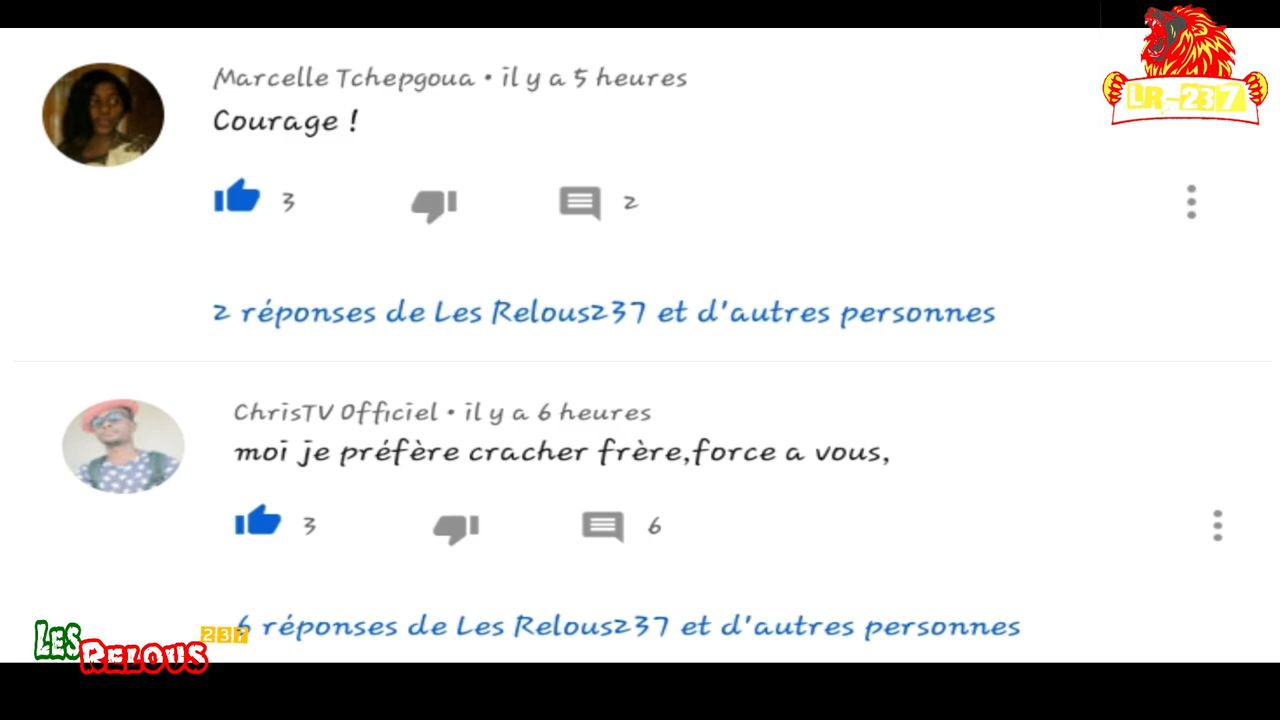 LR-237
Marcelle Tchepgoua • il y a 5 heures
Courage !
3 2
2 réponses de Les Relous237 et d'autres personnes
ChrisTV Officiel • il y a 6 heures
moi je préfère cracher frère,force a vous,
3 6
6 réponses de Les Relous237 et d'autres personnes
LES RELOUS 237